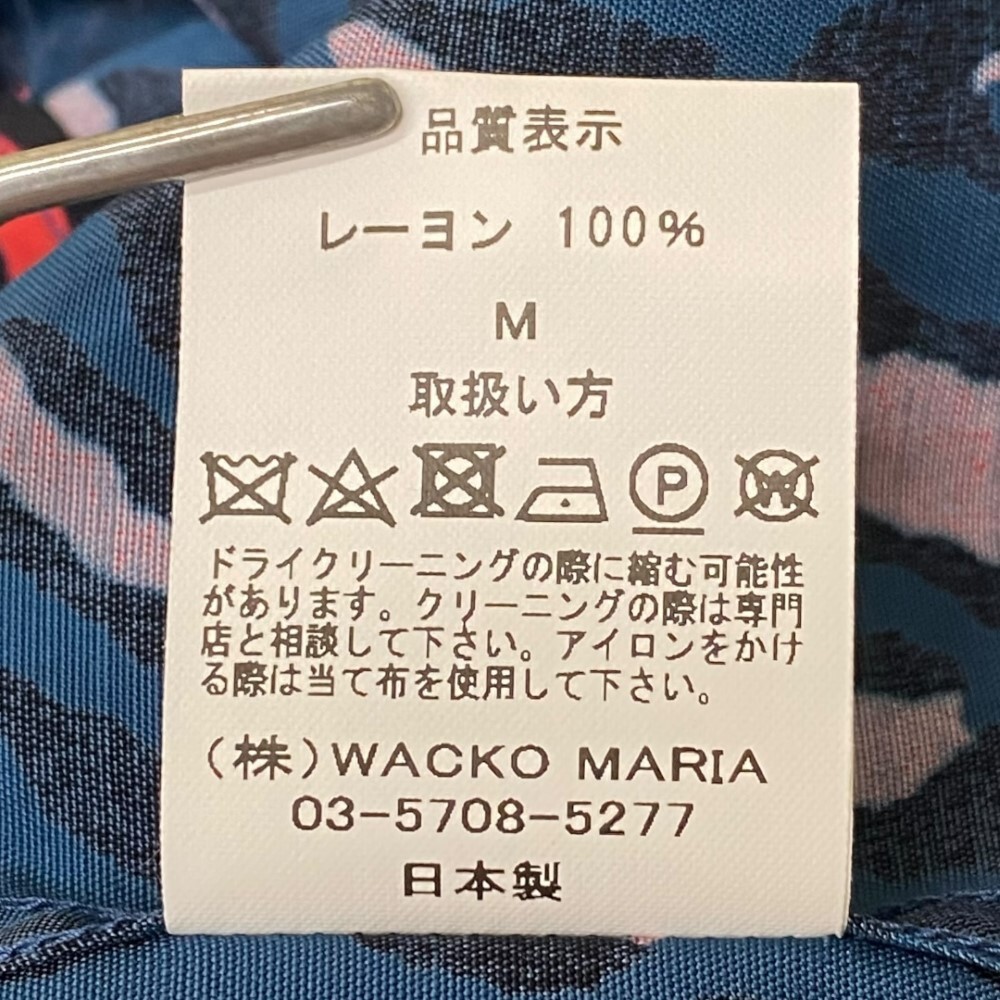 品質表示
レーヨン 100%
M
取扱い方
P W
ドライクリーニングの際に縮む可能性
があります。クリーニングの際は専門
店と相談して下さい。アイロンをかけ
る際は当て布を使用して下さい。
(株)WACKO MARIA
03-5708-5277
日本製